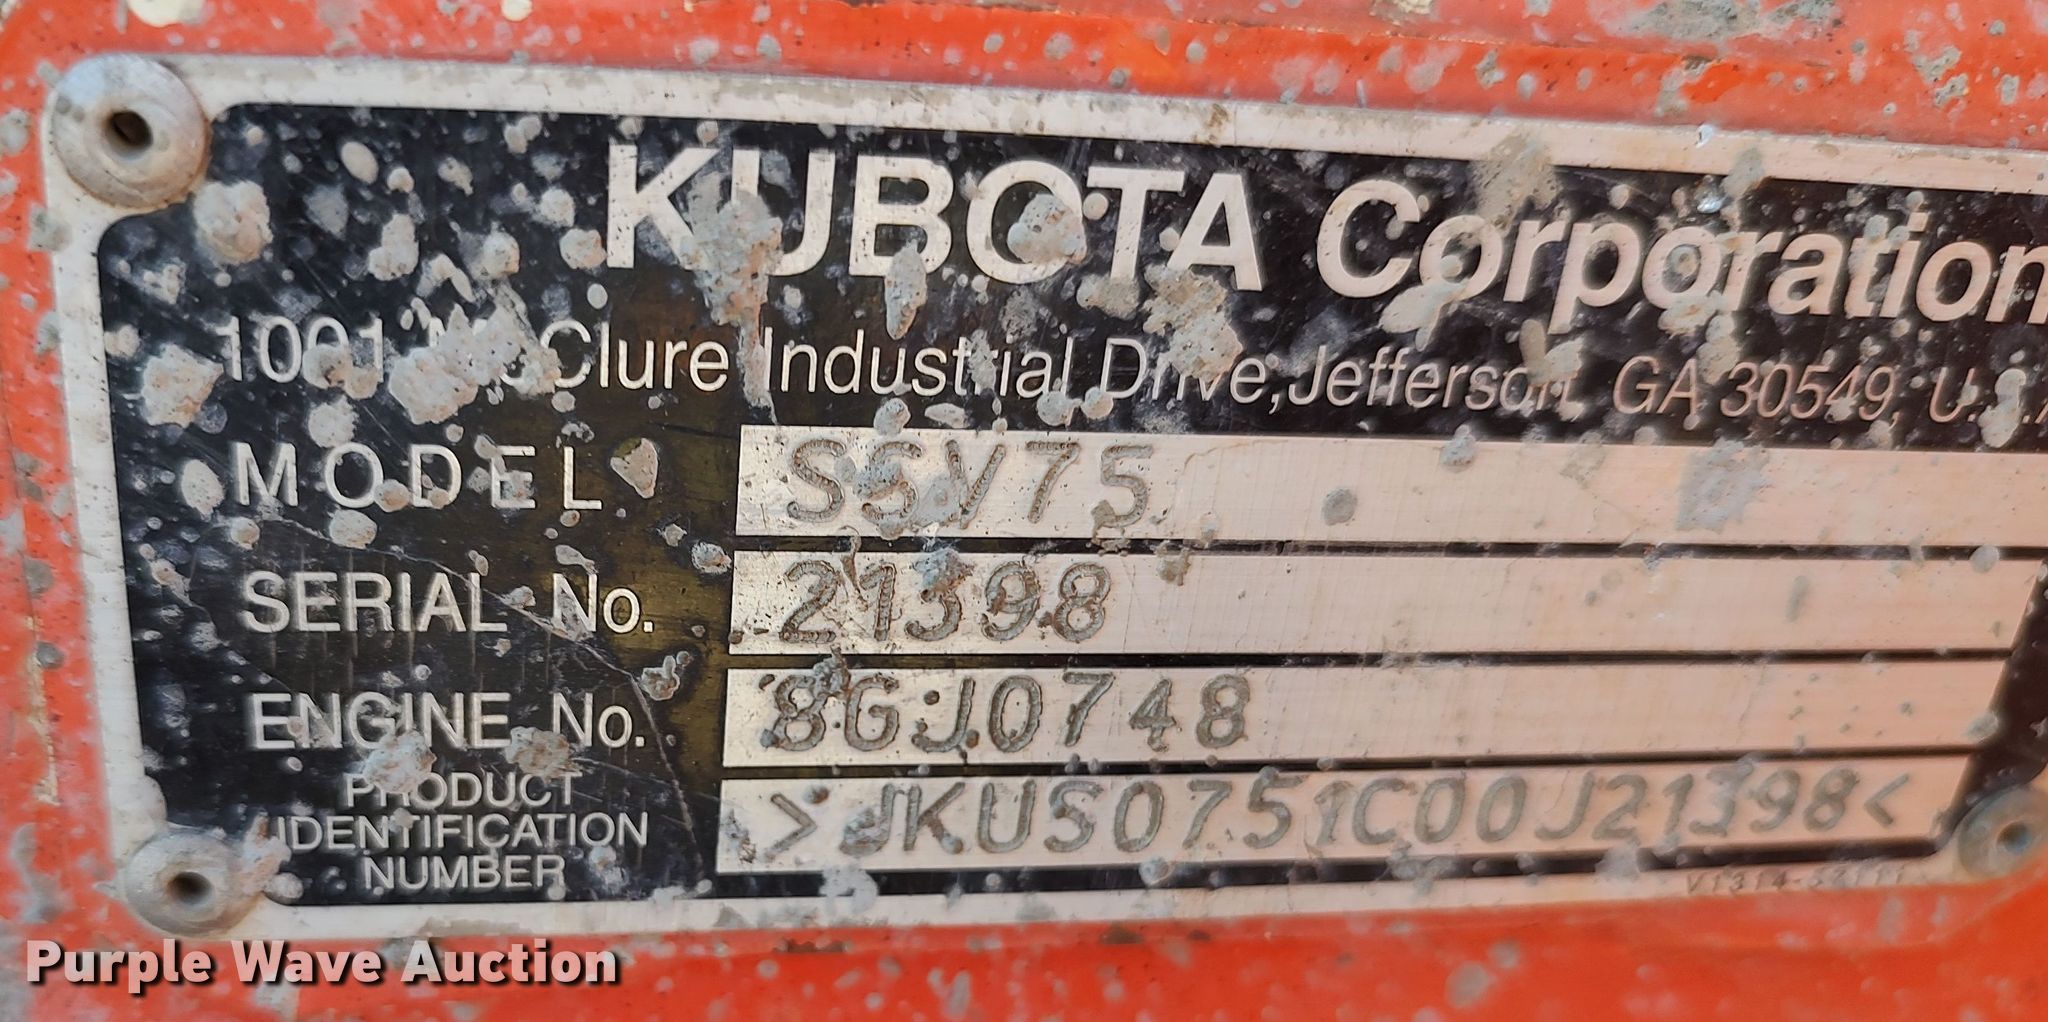 KUBOTA Corporation
1001 McClure Industrial Drive, Jefferson, GA 30549, U.S.A
MODEL SSV75
SERIAL No. 21398
ENGINE No. 8GJ0748
PRODUCT
IDENTIFICATION
NUMBER
>JKUS0751C00J21398<
Purple Wave Auction